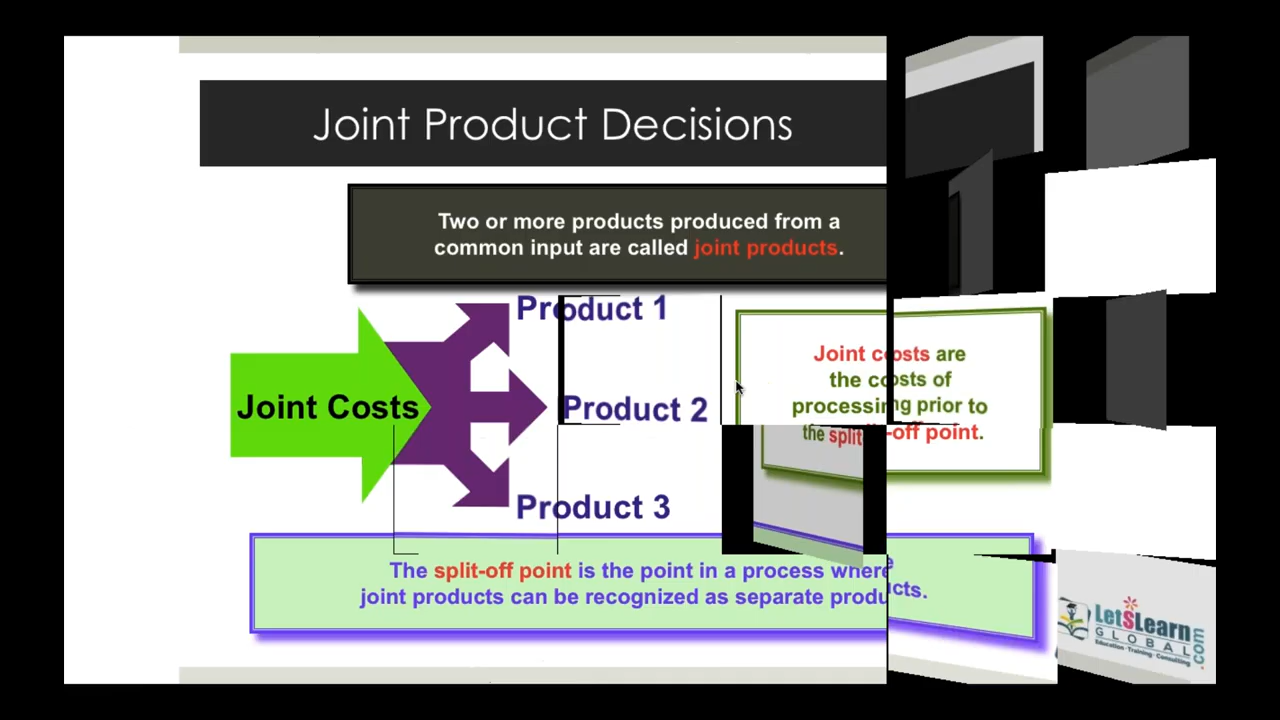 Joint Product Decisions
Two or more products produced from a
common input are called joint products.
Product 1
Joint Costs
Product 2
Product 3
Joint costs are
the costs of
processing prior to
the split-off point.
The split-off point is the point in a process where
joint products can be recognized as separate products.
LetSLearn
GLOBAL
.com
Education·Training·Consulting